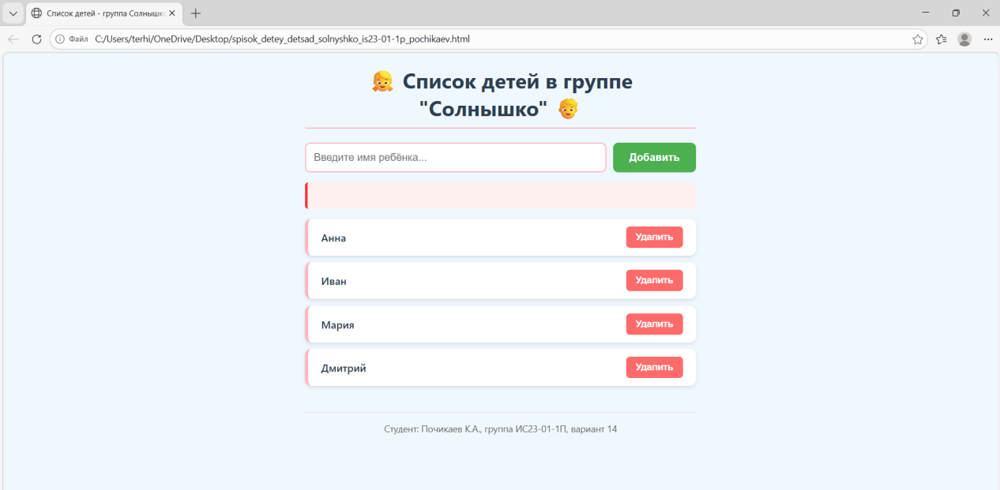 Список детей - группа Солнышко
Файл C:/Users/terhi/OneDrive/Desktop/spisok_detey_detsad_solnyshko_is23-01-1p_pochikaev.html
Список детей в группе
"Солнышко"
Введите имя ребёнка...
Добавить
Анна
Удалить
Иван
Удалить
Мария
Удалить
Дмитрий
Удалить
Студент: Почикаев К.А., группа ИС23-01-1П, вариант 14